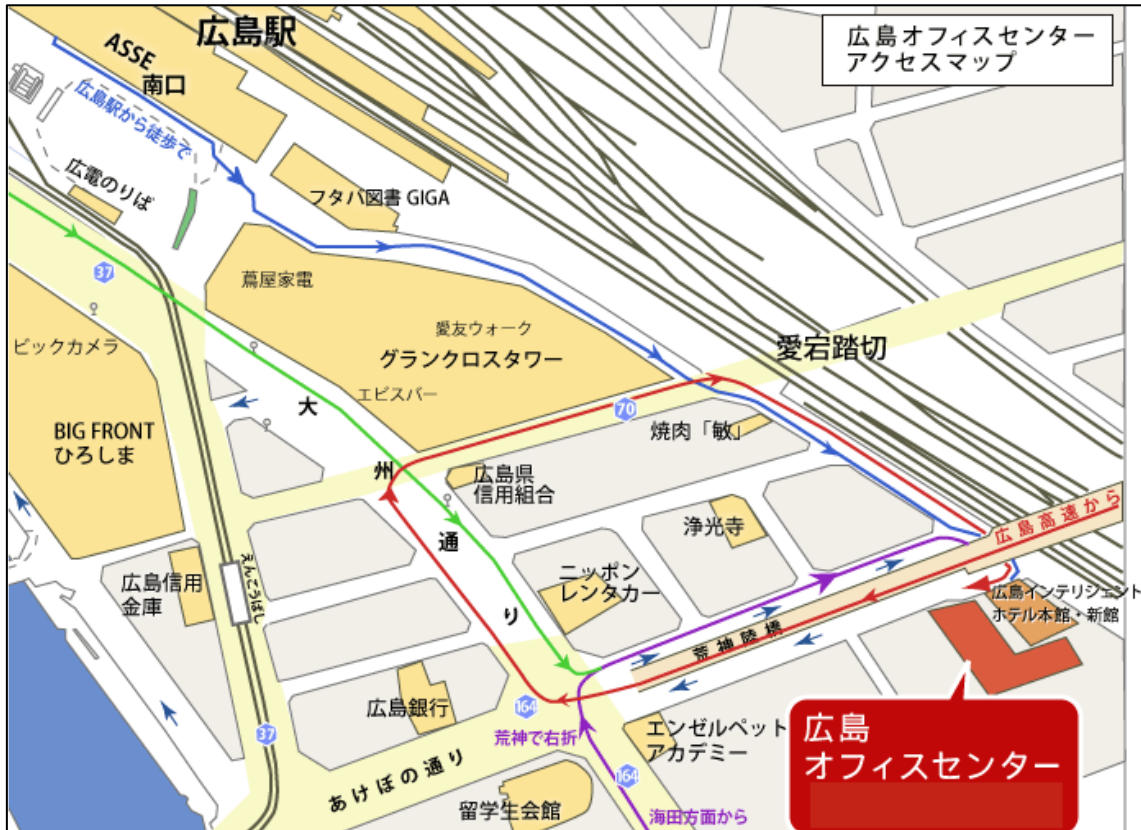 広島駅
広島オフィスセンター
アクセスマップ
ASSE
南口
広島駅から徒歩で
広電のりば
フタバ図書 GIGA
37
蔦屋家電
愛友ウォーク
グランクロスタワー
エビスバー
愛宕踏切
ビックカメラ
BIG FRONT
ひろしま
大州通り
70
焼肉「敏」
広島県
信用組合
浄光寺
広島高速から
広島信用
金庫
えんこうばし
ニッポン
レンタカー
広島インテリジェント
ホテル本館・新館
荒神陸橋
広島銀行
164
荒神で右折
37
エンゼルペット
アカデミー
広島
オフィスセンター
あけぼの通り
164
留学生会館
海田方面から